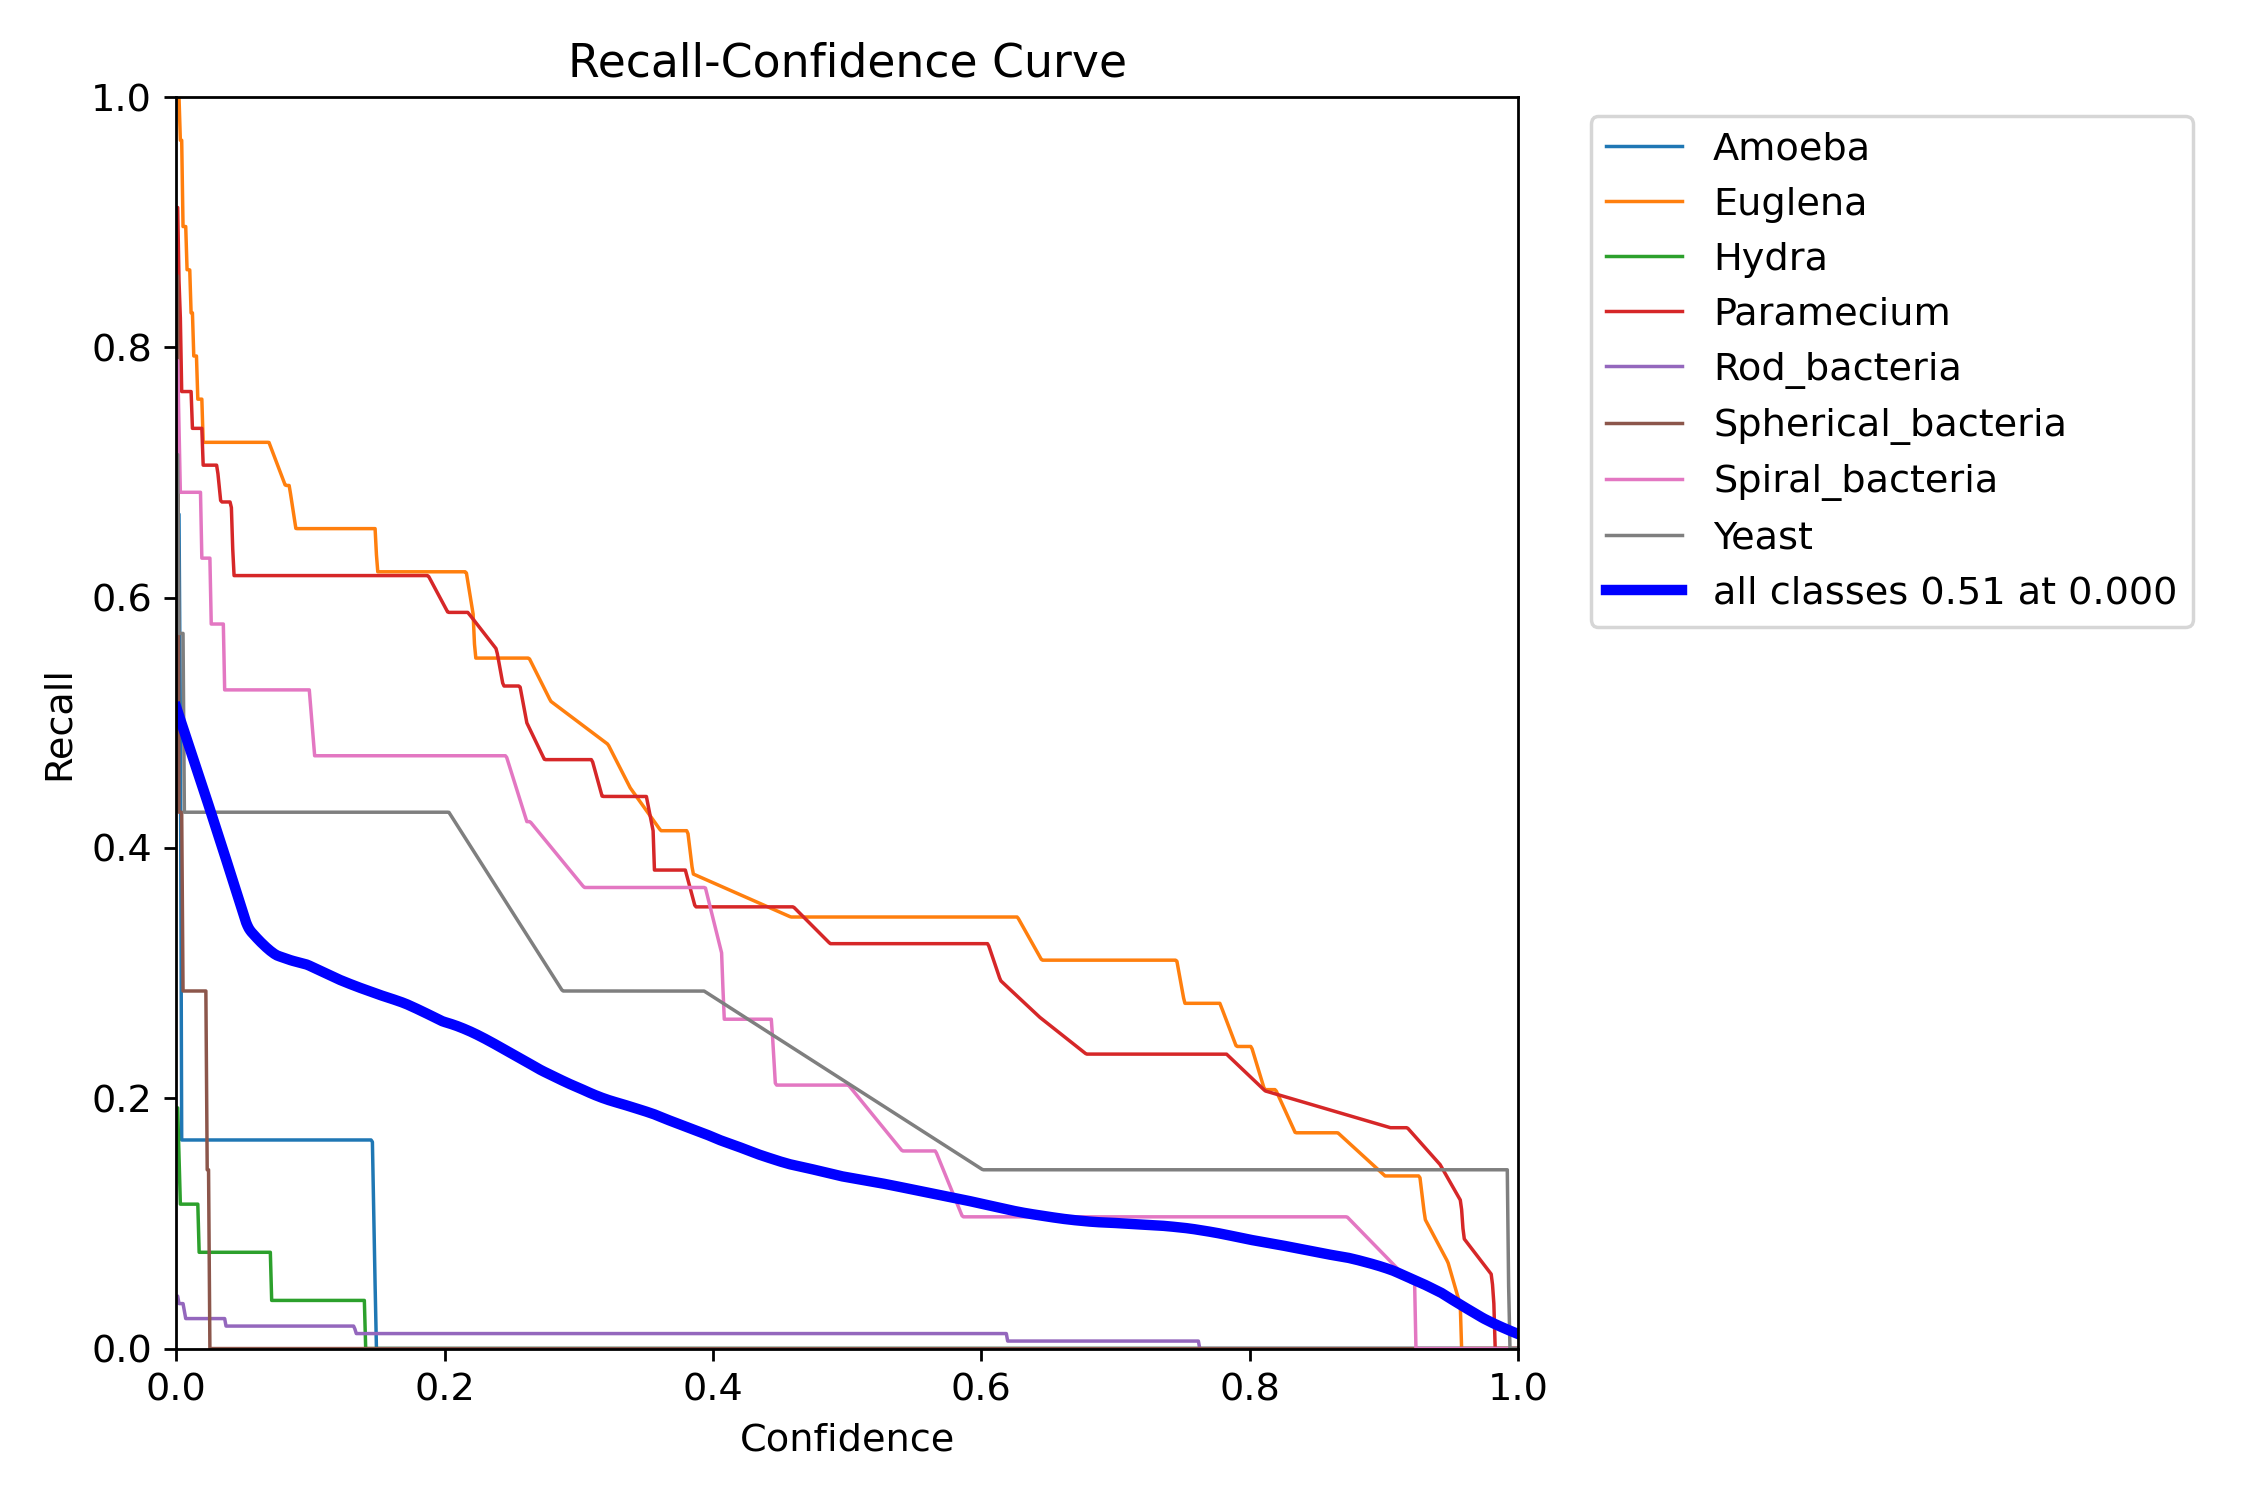 Recall-Confidence Curve
1.0
0.8
0.6
0.4
0.2
0.0
Recall
0.0 0.2 0.4 0.6 0.8 1.0
Confidence
Amoeba
Euglena
Hydra
Paramecium
Rod_bacteria
Spherical_bacteria
Spiral_bacteria
Yeast
all classes 0.51 at 0.000